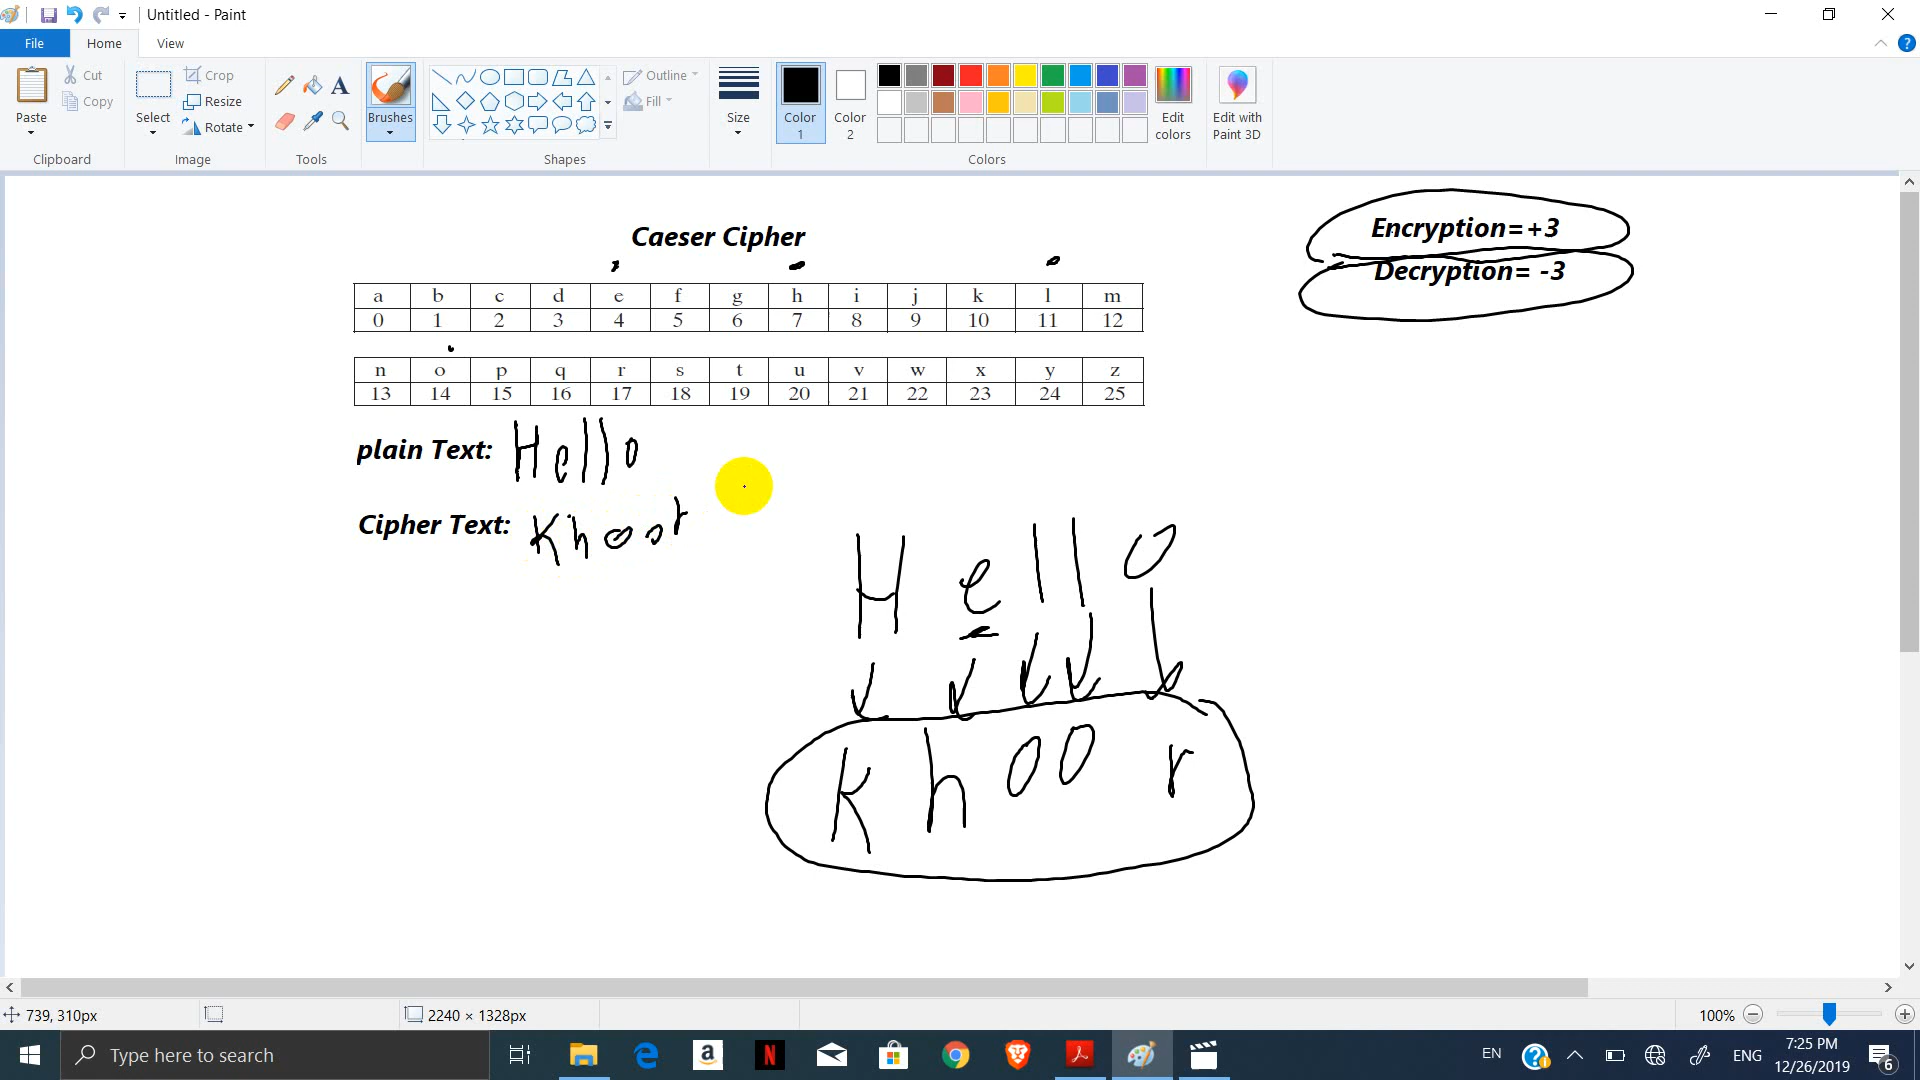 Untitled - Paint
File Home View
Paste Cut Copy Clipboard
Select Crop Resize Rotate Image
Tools
Brushes
Outline Fill Shapes
Size
Color 1 Color 2 Edit colors Colors
Edit with Paint 3D
Caeser Cipher
Encryption=+3
Decryption= -3
a b c d e f g h i j k l m
0 1 2 3 4 5 6 7 8 9 10 11 12
n o p q r s t u v w x y z
13 14 15 16 17 18 19 20 21 22 23 24 25
plain Text: Hello
Cipher Text: Khoor
Hello
khoor
739, 310px 2240 × 1328px 100%
Type here to search
EN ENG 7:25 PM 6
12/26/2019